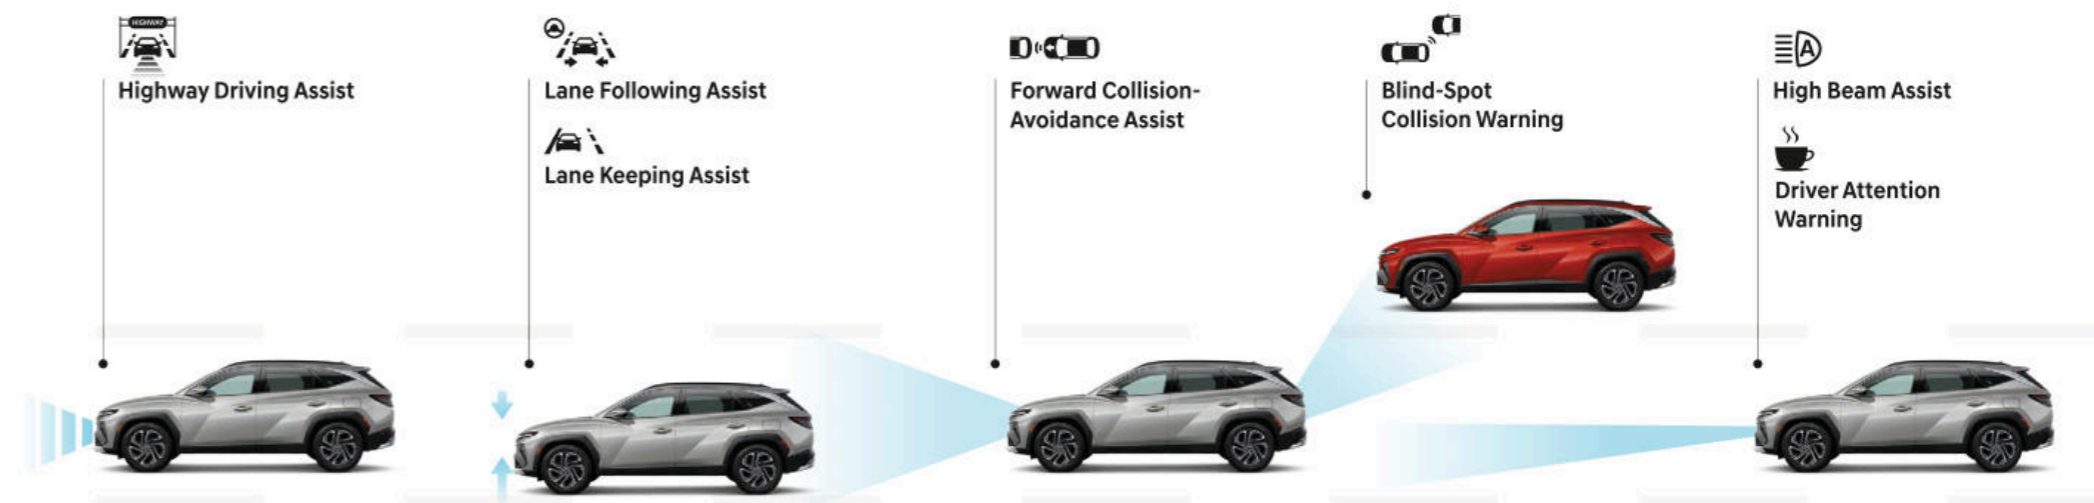 HIGHWAY
Highway Driving Assist
Lane Following Assist
Lane Keeping Assist
Forward Collision-
Avoidance Assist
Blind-Spot
Collision Warning
A
High Beam Assist
Driver Attention
Warning